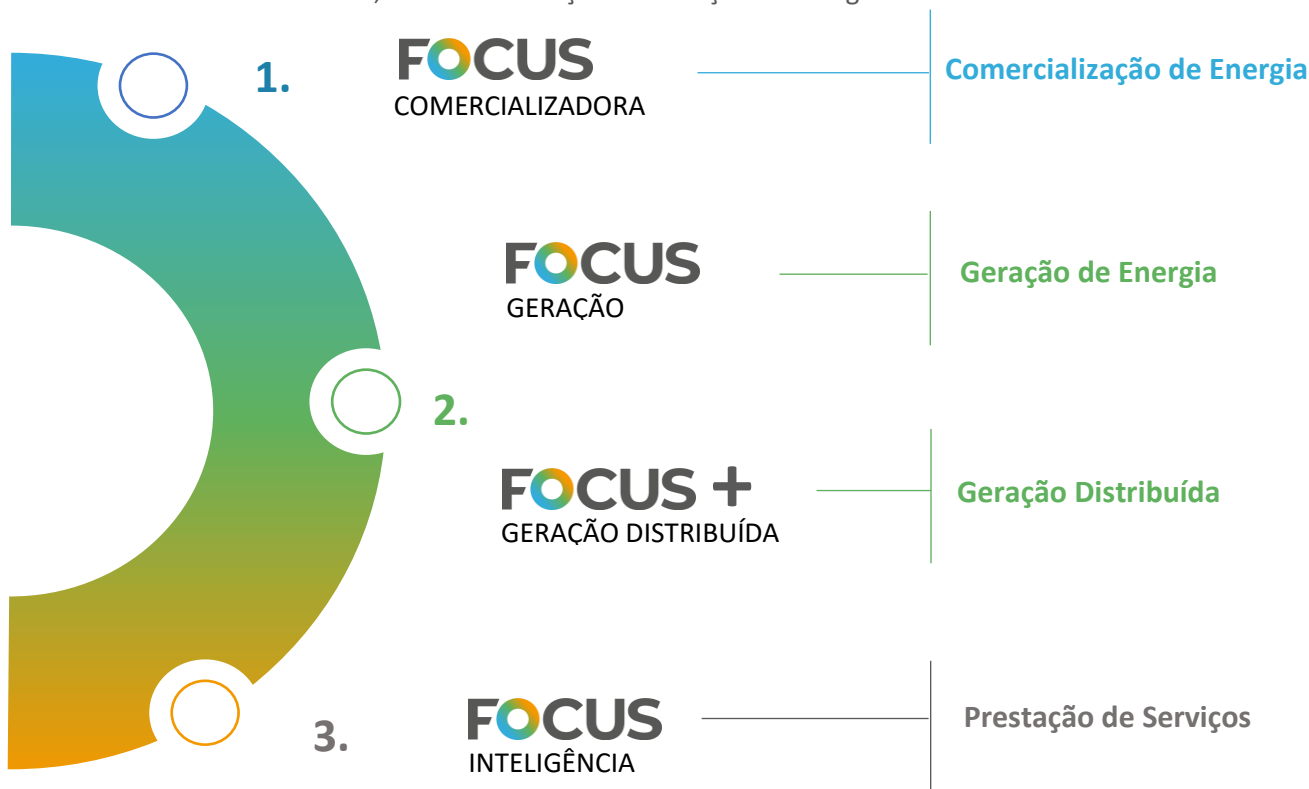 1.
FOCUS
COMERCIALIZADORA
Comercialização de Energia
FOCUS
GERAÇÃO
Geração de Energia
2.
FOCUS +
GERAÇÃO DISTRIBUÍDA
Geração Distribuída
3.
FOCUS
INTELIGÊNCIA
Prestação de Serviços